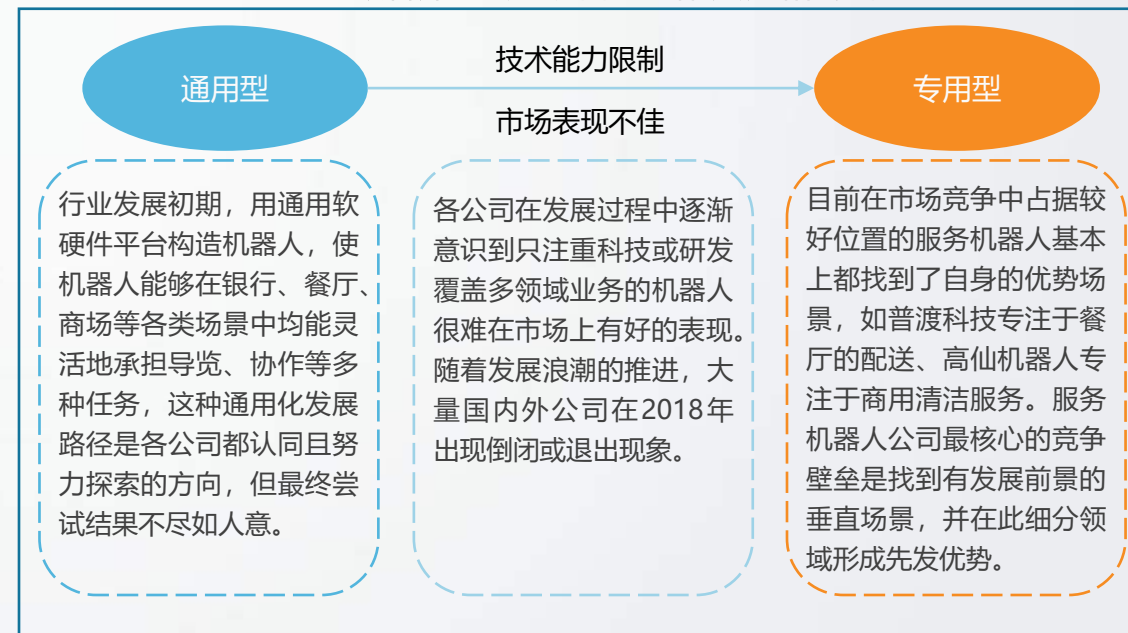 通用型
技术能力限制
市场表现不佳
专用型
行业发展初期，用通用软
硬件平台构造机器人，使
机器人能够在银行、餐厅、
商场等各类场景中均能灵
活地承担导览、协作等多
种任务，这种通用化发展
路径是各公司都认同且努
力探索的方向，但最终尝
试结果不尽如人意。
各公司在发展过程中逐渐
意识到只注重科技或研发
覆盖多领域业务的机器人
很难在市场上有好的表现。
随着发展浪潮的推进，大
量国内外公司在2018年
出现倒闭或退出现象。
目前在市场竞争中占据较
好位置的服务机器人基本
上都找到了自身的优势场
景，如普渡科技专注于餐
厅的配送、高仙机器人专
注于商用清洁服务。服务
机器人公司最核心的竞争
壁垒是找到有发展前景的
垂直场景，并在此细分领
域形成先发优势。